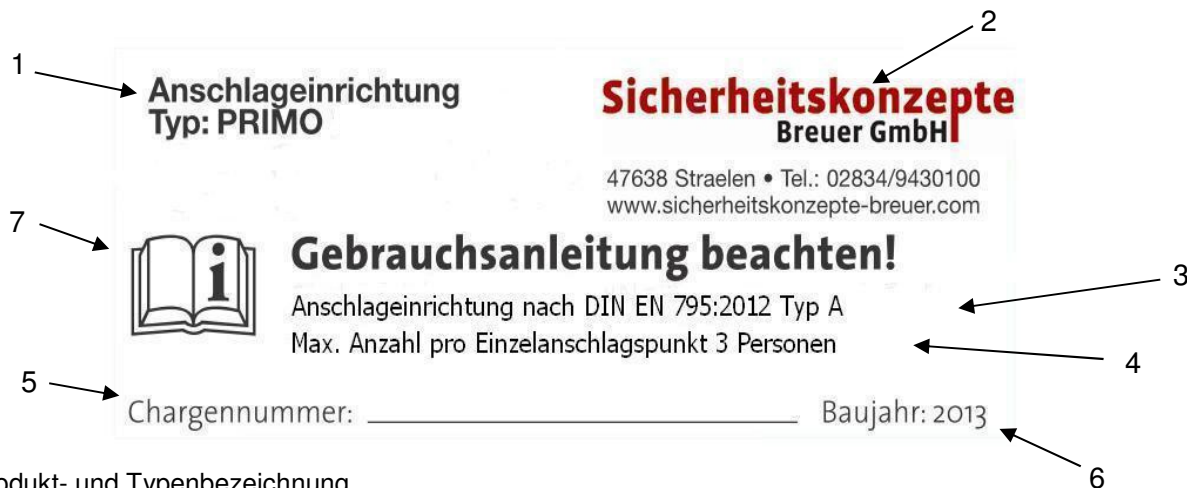 2
1
Anschlageinrichtung
Typ: PRIMO
Sicherheitskonzepte
Breuer GmbH
47638 Straelen • Tel.: 02834/9430100
www.sicherheitskonzepte-breuer.com
7
i
Gebrauchsanleitung beachten!
3
Anschlageinrichtung nach DIN EN 795:2012 Typ A
Max. Anzahl pro Einzelanschlagspunkt 3 Personen
4
5
Chargennummer: Baujahr: 2013
6
und Typenbezeichnung